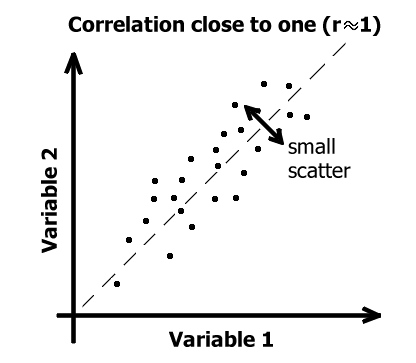 Correlation close to one (r≈1)
Variable 2
small
scatter
Variable 1